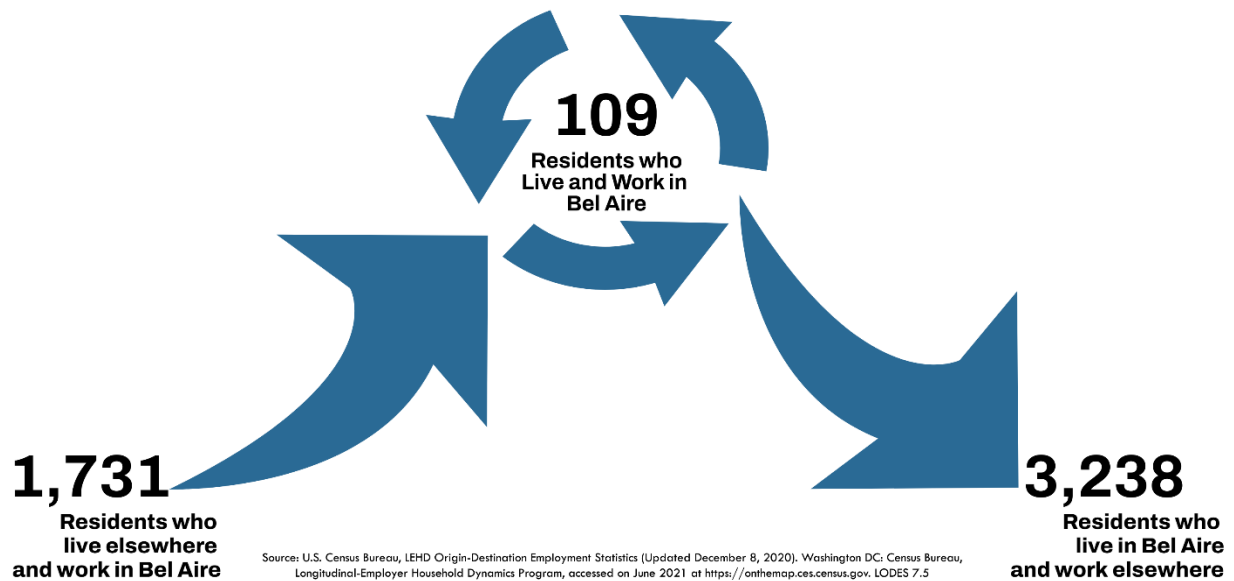 109
Residents who
Live and Work in
Bel Aire
1,731
Residents who
live elsewhere
and work in Bel Aire
3,238
Residents who
live in Bel Aire
and work elsewhere
Source: U.S. Census Bureau, LEHD Origin-Destination Employment Statistics (Updated December 8, 2020). Washington DC: Census Bureau,
Longitudinal-Employer Household Dynamics Program, accessed on June 2021 at https://onthemap.ces.census.gov. LODES 7.5